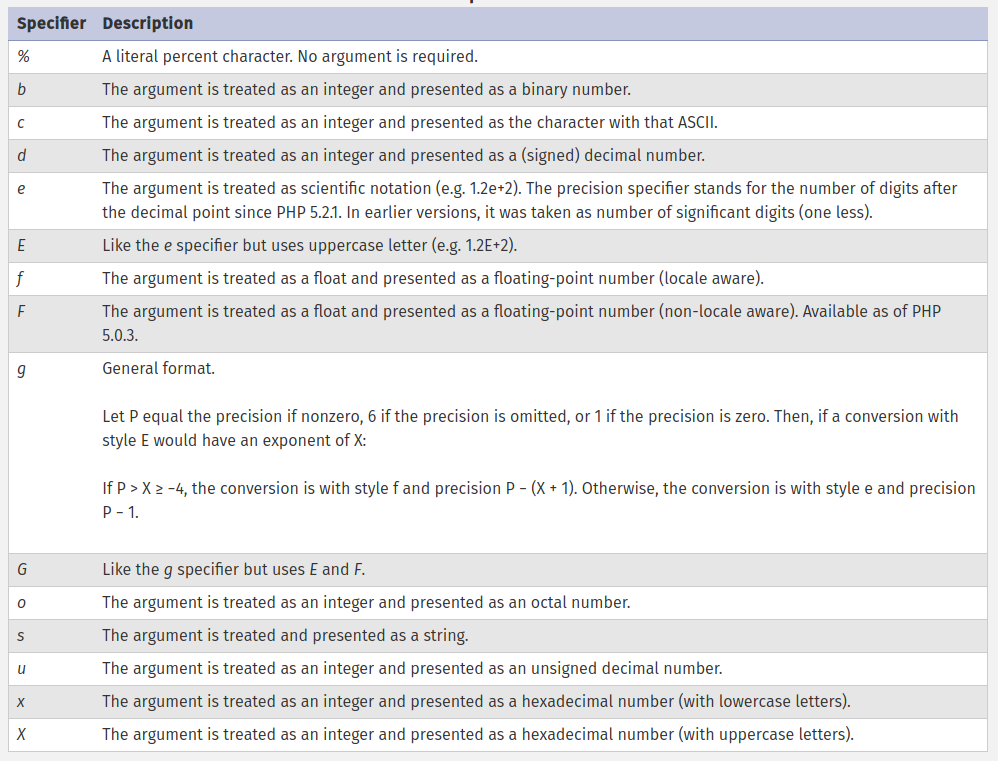 Specifier Description
% A literal percent character. No argument is required.
b The argument is treated as an integer and presented as a binary number.
c The argument is treated as an integer and presented as the character with that ASCII.
d The argument is treated as an integer and presented as a (signed) decimal number.
e The argument is treated as scientific notation (e.g. 1.2e+2). The precision specifier stands for the number of digits after
the decimal point since PHP 5.2.1. In earlier versions, it was taken as number of significant digits (one less).
E Like the e specifier but uses uppercase letter (e.g. 1.2E+2).
f The argument is treated as a float and presented as a floating-point number (locale aware).
F The argument is treated as a float and presented as a floating-point number (non-locale aware). Available as of PHP
5.0.3.
g General format.
Let P equal the precision if nonzero, 6 if the precision is omitted, or 1 if the precision is zero. Then, if a conversion with
style E would have an exponent of X:
If P > X ≥ −4, the conversion is with style f and precision P − (X + 1). Otherwise, the conversion is with style e and precision
P − 1.
G Like the g specifier but uses E and F.
o The argument is treated as an integer and presented as an octal number.
s The argument is treated and presented as a string.
u The argument is treated as an integer and presented as an unsigned decimal number.
x The argument is treated as an integer and presented as a hexadecimal number (with lowercase letters).
X The argument is treated as an integer and presented as a hexadecimal number (with uppercase letters).